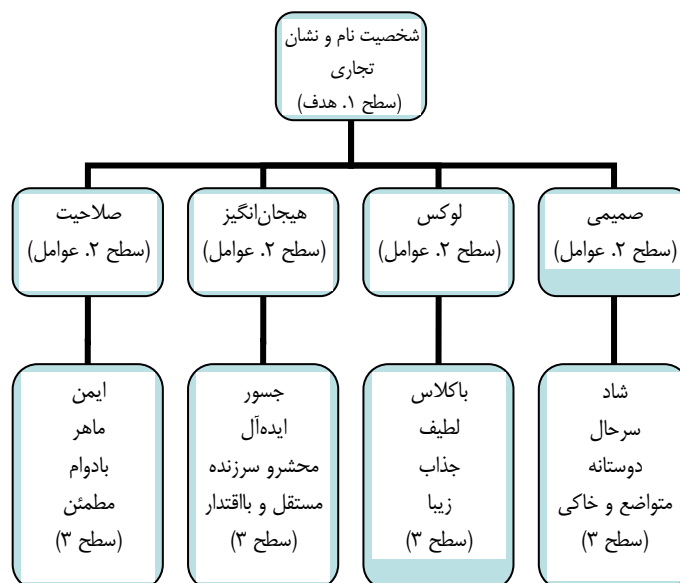 شخصیت نام و نشان
تجاری
(سطح ۱. هدف)
صمیمی
(سطح ۲. عوامل)
لوکس
(سطح ۲. عوامل)
هیجان‌انگیز
(سطح ۲. عوامل)
صلاحیت
(سطح ۲. عوامل)
شاد
سرحال
دوستانه
متواضع و خاکی
(سطح ۳)
باکلاس
لطیف
جذاب
زیبا
(سطح ۳)
جسور
ایده‌آل
محشرو سرزنده
مستقل و بااقتدار
(سطح ۳)
ایمن
ماهر
بادوام
مطمئن
(سطح ۳)